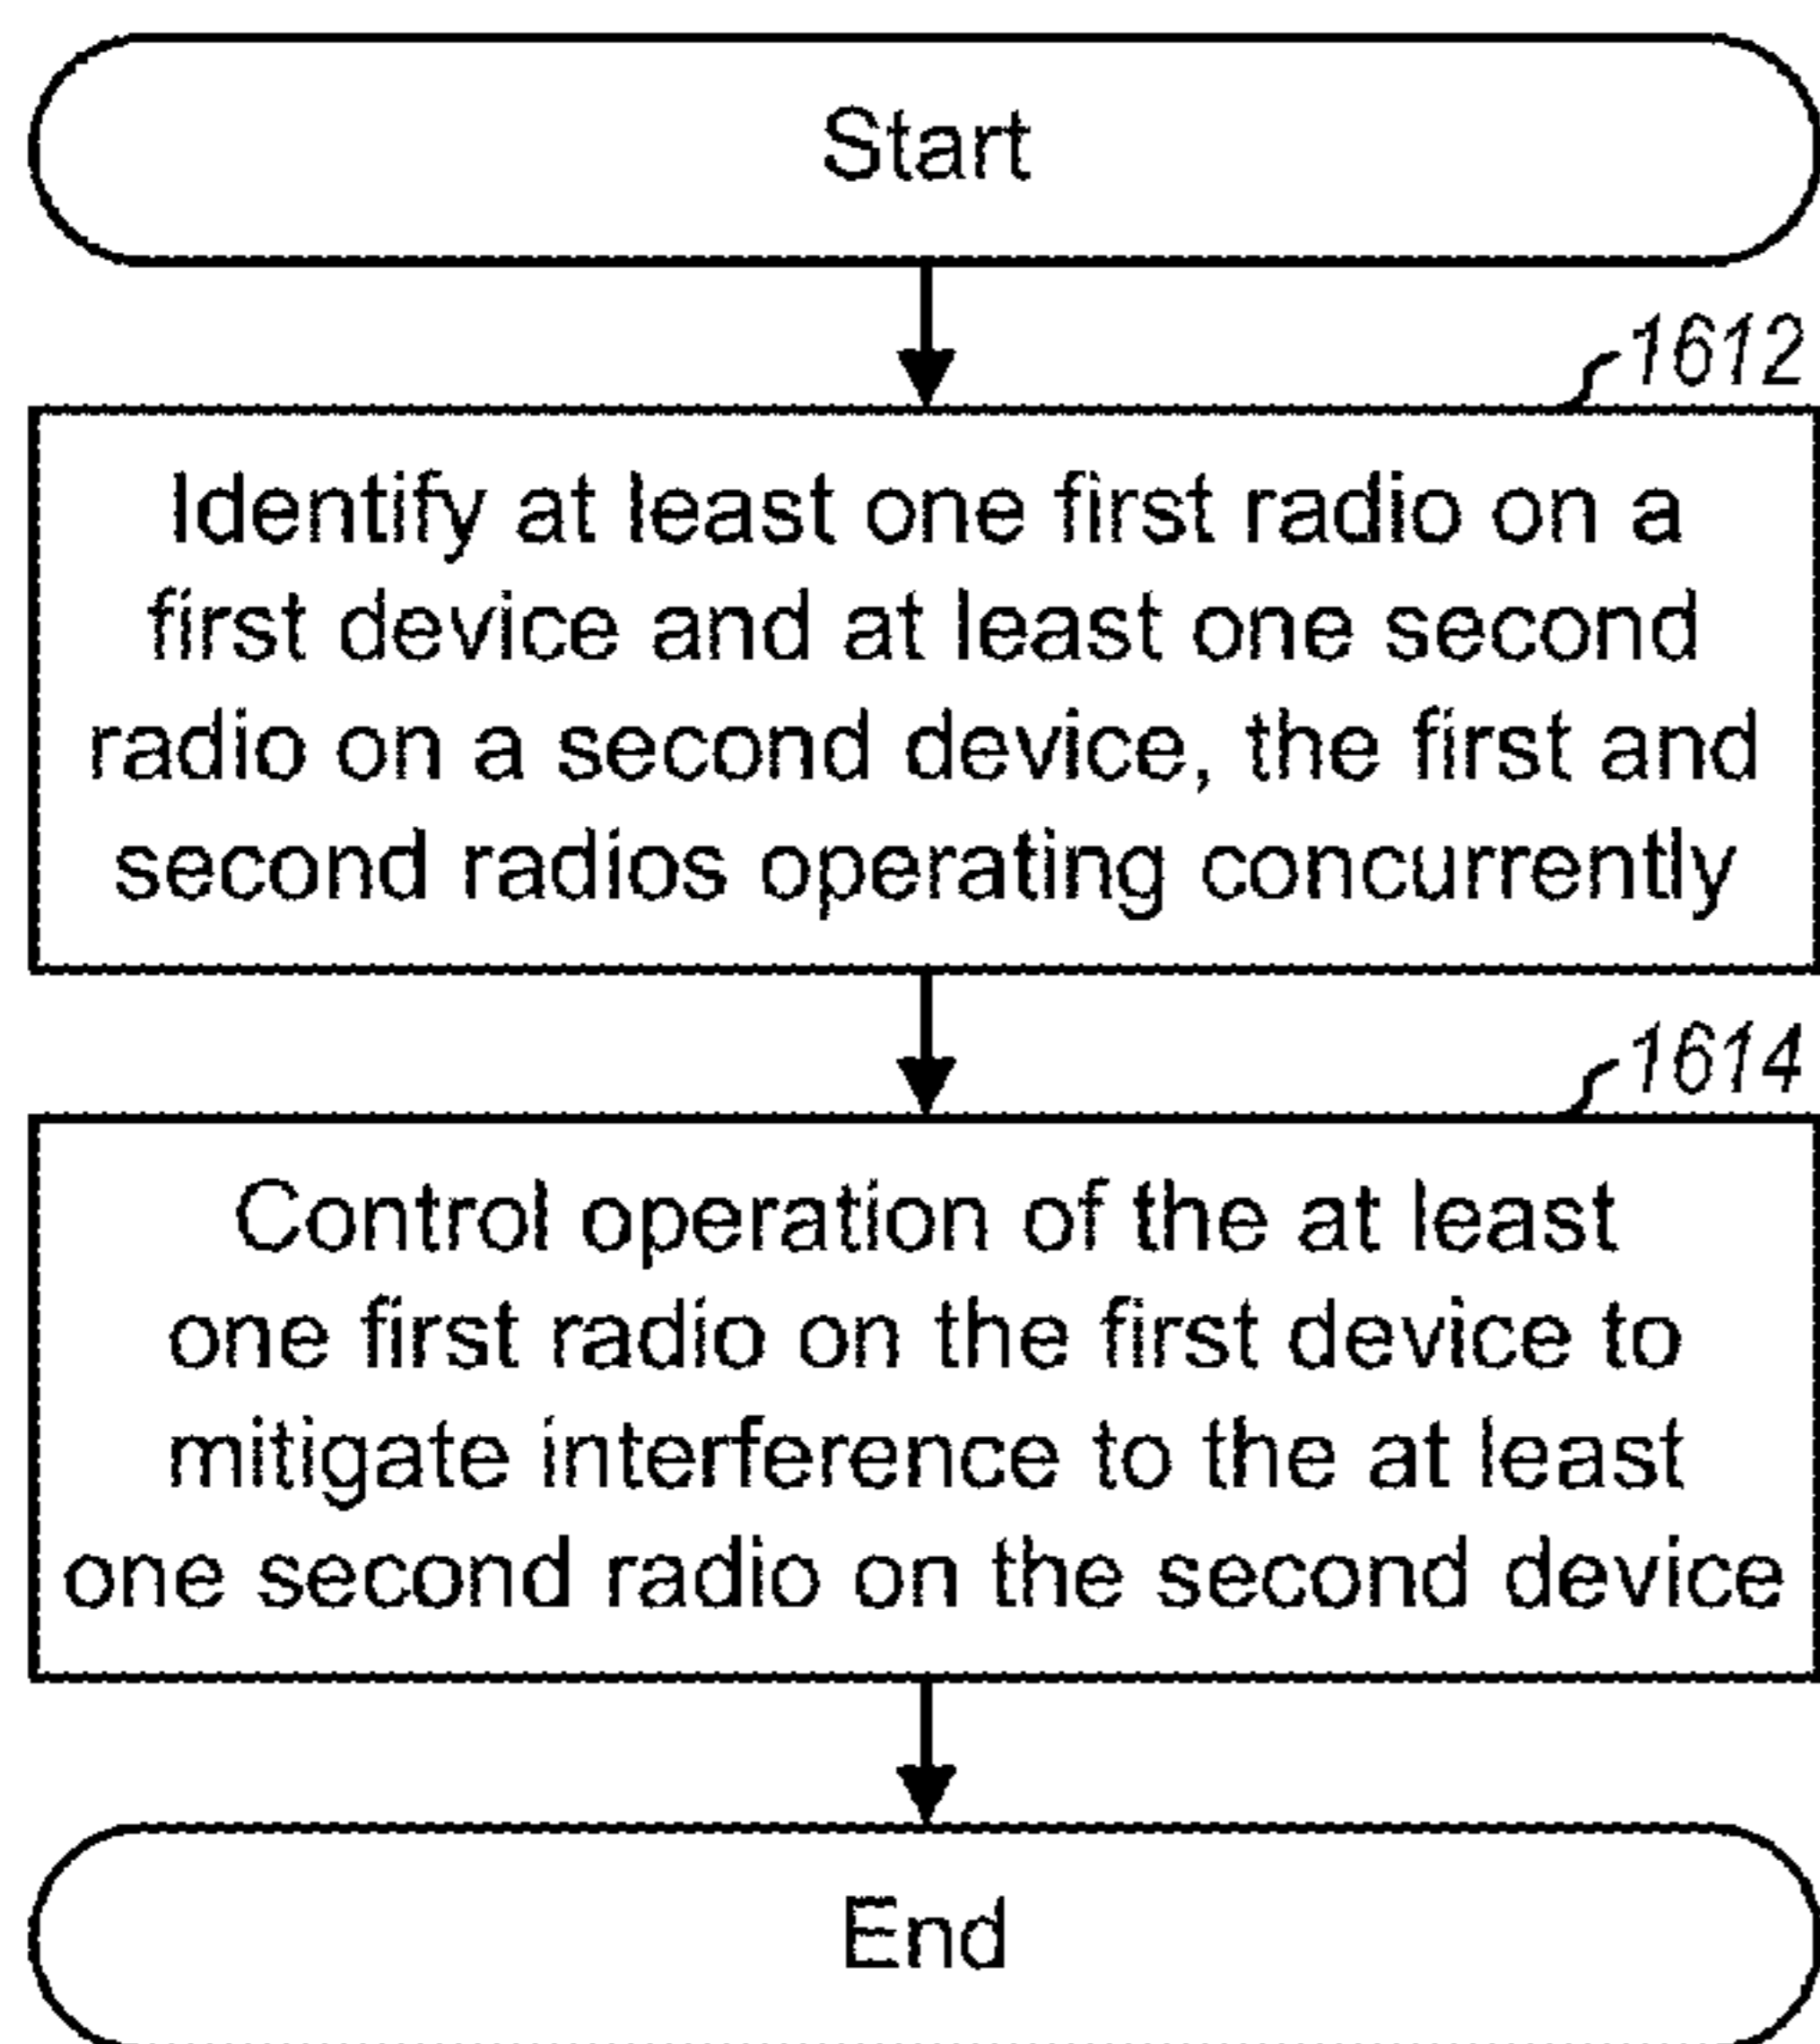 Start
1612
Identify at least one first radio on a
first device and at least one second
radio on a second device, the first and
second radios operating concurrently
1614
Control operation of the at least
one first radio on the first device to
mitigate interference to the at least
one second radio on the second device
End